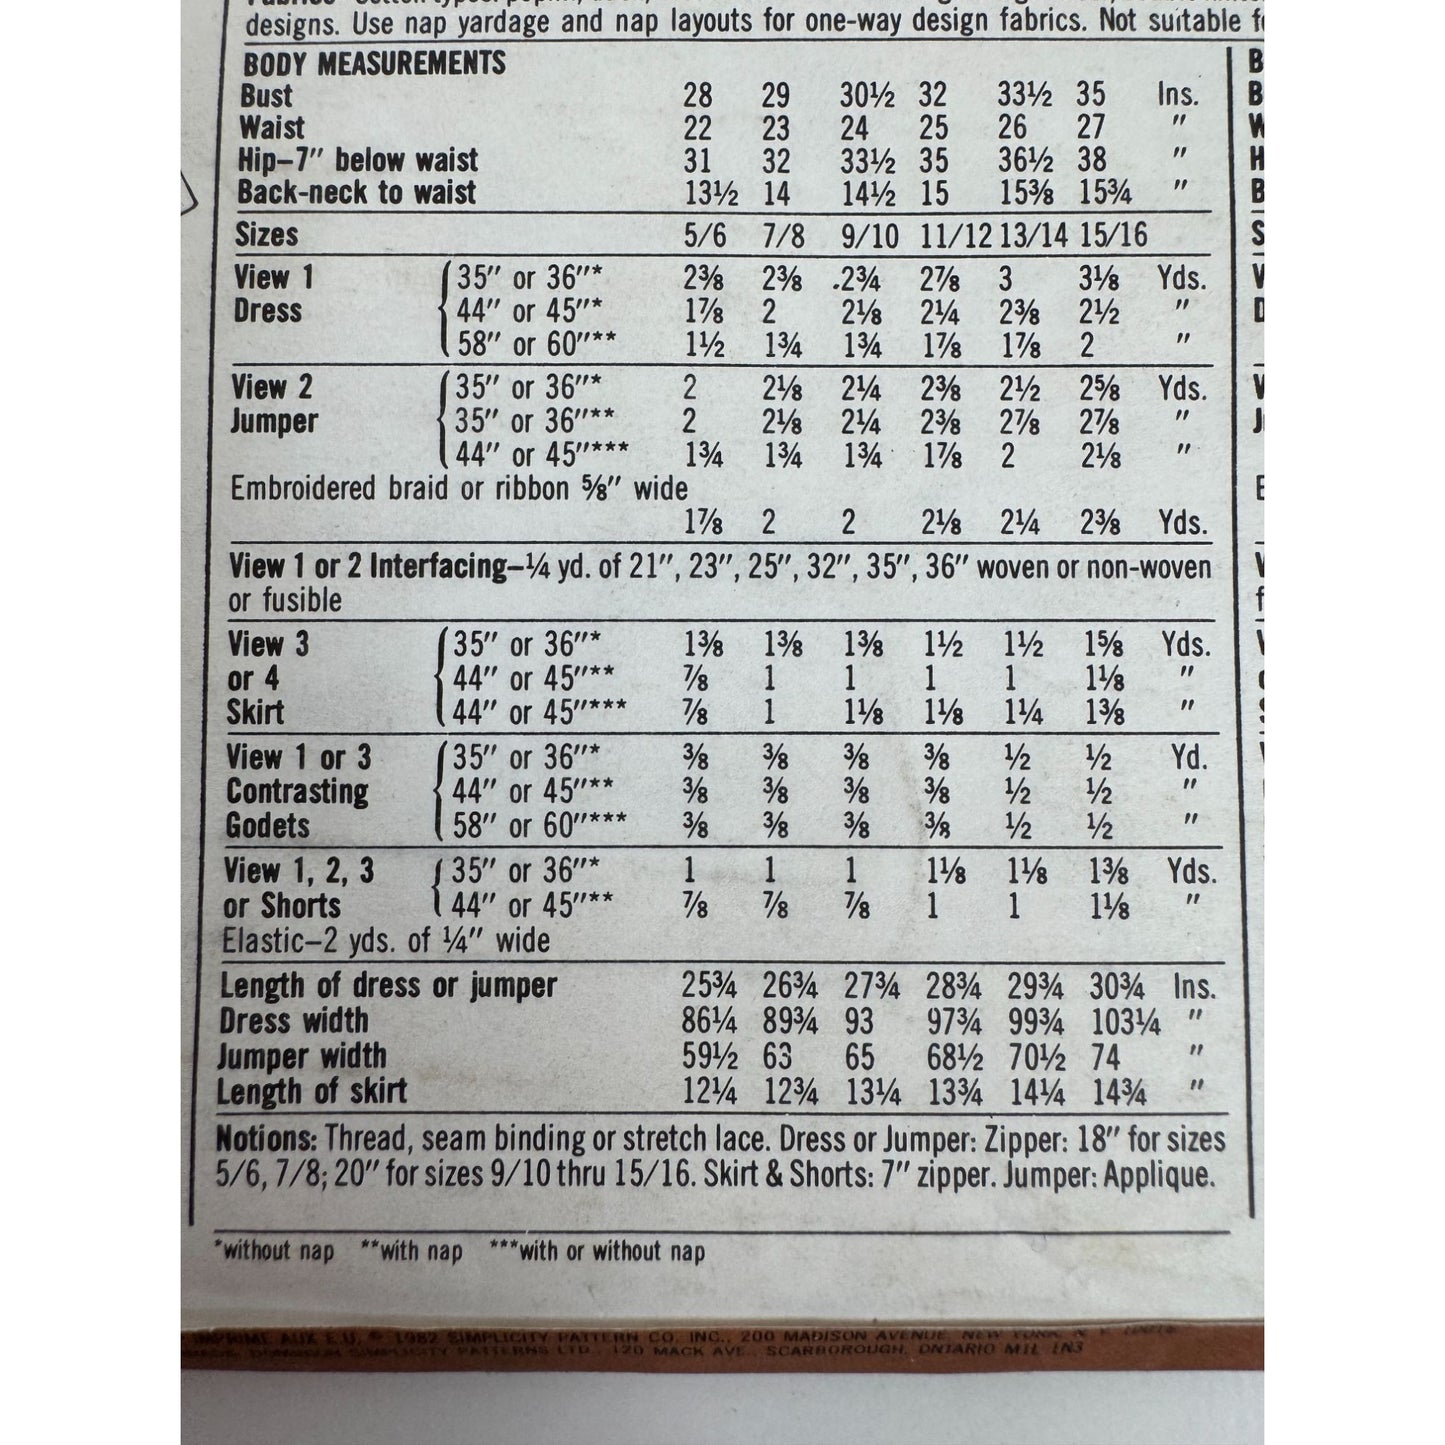 designs. Use nap yardage and nap layouts for one-way design fabrics. Not suitable
BODY MEASUREMENTS
Bust 28 29 30½ 32 33½ 35 Ins.
Waist 22 23 24 25 26 27 "
Hip–7" below waist 31 32 33½ 35 36½ 38 "
Back-neck to waist 13½ 14 14½ 15 15⅜ 15¾ "
Sizes 5/6 7/8 9/10 11/12 13/14 15/16
View 1 35" or 36"* 2⅜ 2⅜ 2¾ 2⅞ 3 3⅛ Yds.
Dress 44" or 45"* 1⅞ 2 2⅛ 2¼ 2⅜ 2½ "
58" or 60"** 1½ 1¾ 1¾ 1⅞ 1⅞ 2 "
View 2 35" or 36"* 2 2⅛ 2¼ 2⅜ 2½ 2⅝ Yds.
Jumper 35" or 36"** 2 2⅛ 2¼ 2⅜ 2⅞ 2⅞ "
44" or 45"*** 1¾ 1¾ 1¾ 1⅞ 2 2⅛ "
Embroidered braid or ribbon ⅝" wide
1⅞ 2 2 2⅛ 2¼ 2⅜ Yds.
View 1 or 2 Interfacing–¼ yd. of 21", 23", 25", 32", 35", 36" woven or non-woven
or fusible
View 3 35" or 36"* 1⅜ 1⅜ 1⅜ 1½ 1½ 1⅝ Yds.
or 4 44" or 45"** ⅞ 1 1 1 1 1⅛ "
Skirt 44" or 45"*** ⅞ 1 1⅛ 1⅛ 1¼ 1⅜ "
View 1 or 3 35" or 36"* ⅜ ⅜ ⅜ ⅜ ½ ½ Yd.
Contrasting 44" or 45"** ⅜ ⅜ ⅜ ⅜ ½ ½ "
Godets 58" or 60"*** ⅜ ⅜ ⅜ ⅜ ½ ½ "
View 1, 2, 3 35" or 36"* 1 1 1 1⅛ 1⅛ 1⅜ Yds.
or Shorts 44" or 45"** ⅞ ⅞ ⅞ 1 1 1⅛ "
Elastic–2 yds. of ¼" wide
Length of dress or jumper 25¾ 26¾ 27¾ 28¾ 29¾ 30¾ Ins.
Dress width 86¼ 89¾ 93 97¾ 99¾ 103¼ "
Jumper width 59½ 63 65 68½ 70½ 74 "
Length of skirt 12¼ 12¾ 13¼ 13¾ 14¼ 14¾ "
Notions: Thread, seam binding or stretch lace. Dress or Jumper: Zipper: 18" for sizes
5/6, 7/8; 20" for sizes 9/10 thru 15/16. Skirt & Shorts: 7" zipper. Jumper: Applique.
*without nap **with nap ***with or without nap
IMPRIME AUX E.U. © 1982 SIMPLICITY PATTERN CO. INC., 200 MADISON AVENUE, NEW YORK, N.Y.
SIMPLICITY PATTERNS LTD., 120 MACK AVE., SCARBOROUGH, ONTARIO M1L 1N3